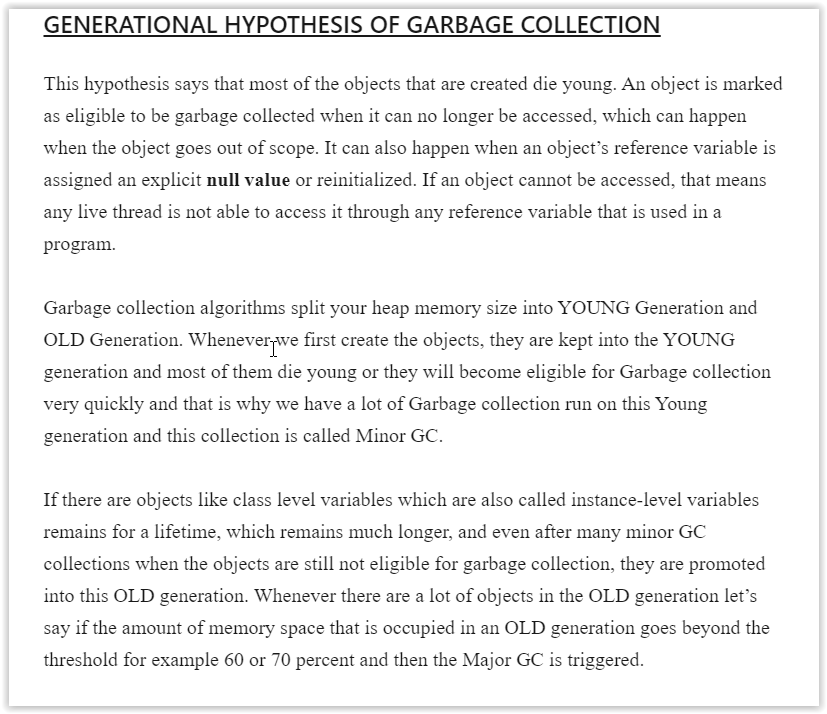 GENERATIONAL HYPOTHESIS OF GARBAGE COLLECTION
This hypothesis says that most of the objects that are created die young. An object is marked
as eligible to be garbage collected when it can no longer be accessed, which can happen
when the object goes out of scope. It can also happen when an object’s reference variable is
assigned an explicit null value or reinitialized. If an object cannot be accessed, that means
any live thread is not able to access it through any reference variable that is used in a
program.
Garbage collection algorithms split your heap memory size into YOUNG Generation and
OLD Generation. Whenever we first create the objects, they are kept into the YOUNG
generation and most of them die young or they will become eligible for Garbage collection
very quickly and that is why we have a lot of Garbage collection run on this Young
generation and this collection is called Minor GC.
If there are objects like class level variables which are also called instance-level variables
remains for a lifetime, which remains much longer, and even after many minor GC
collections when the objects are still not eligible for garbage collection, they are promoted
into this OLD generation. Whenever there are a lot of objects in the OLD generation let’s
say if the amount of memory space that is occupied in an OLD generation goes beyond the
threshold for example 60 or 70 percent and then the Major GC is triggered.